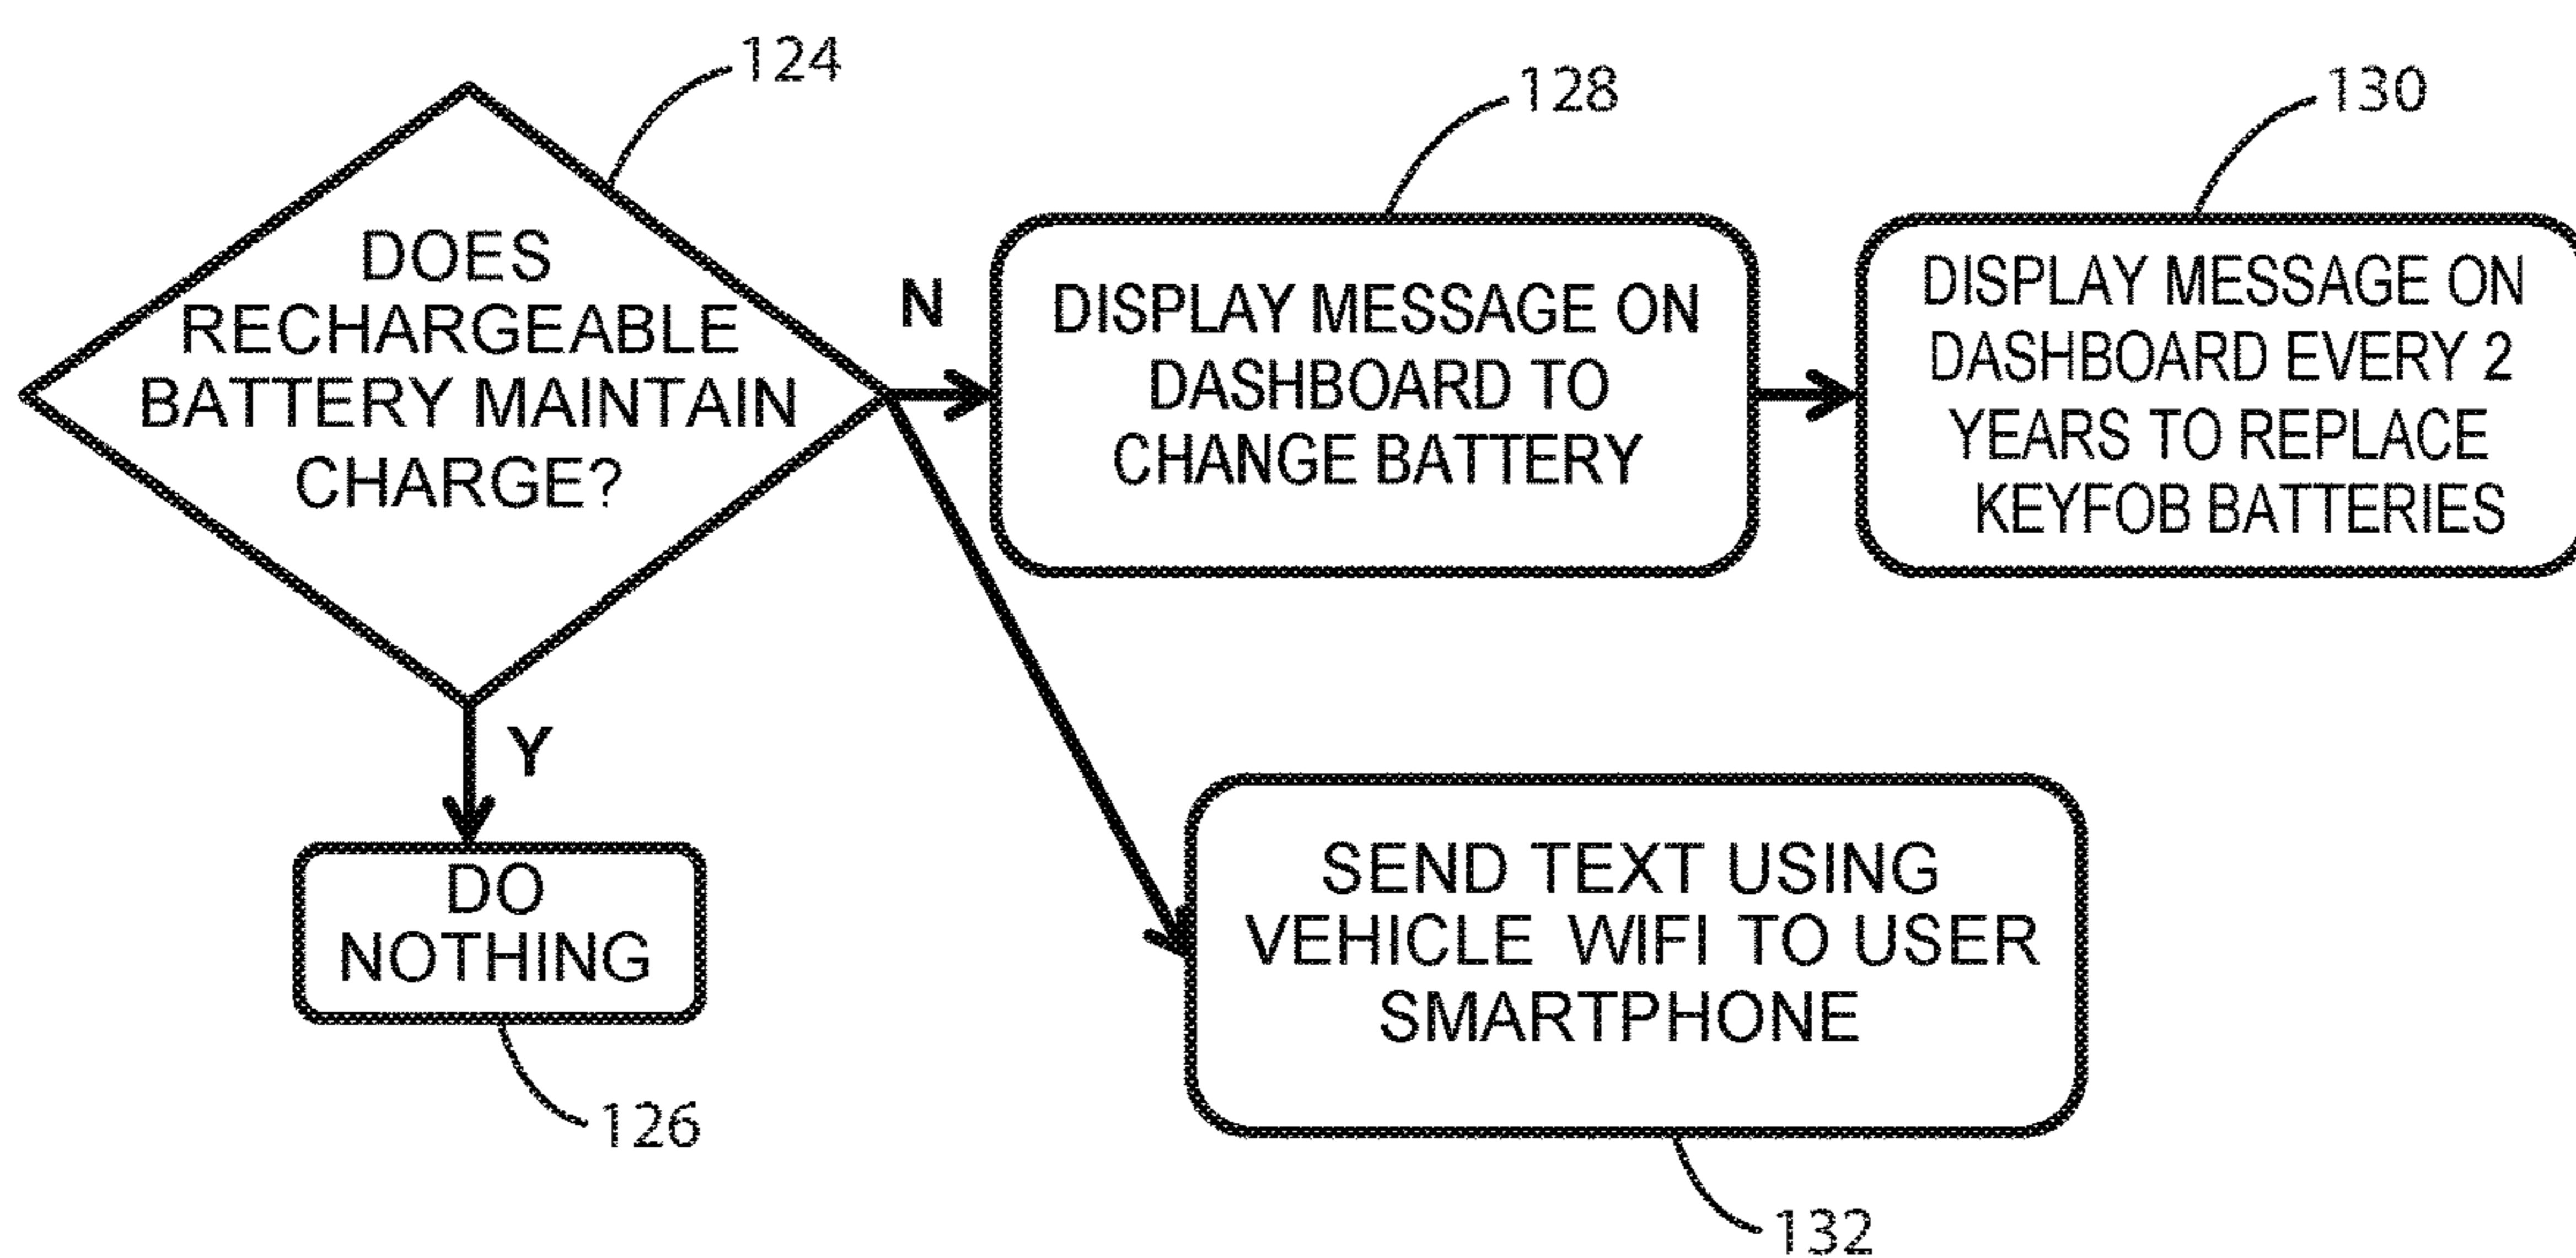 124
DOES
RECHARGEABLE
BATTERY MAINTAIN
CHARGE?
N
128
DISPLAY MESSAGE ON
DASHBOARD TO
CHANGE BATTERY
130
DISPLAY MESSAGE ON
DASHBOARD EVERY 2
YEARS TO REPLACE
KEYFOB BATTERIES
Y
DO
NOTHING
126
SEND TEXT USING
VEHICLE WIFI TO USER
SMARTPHONE
132